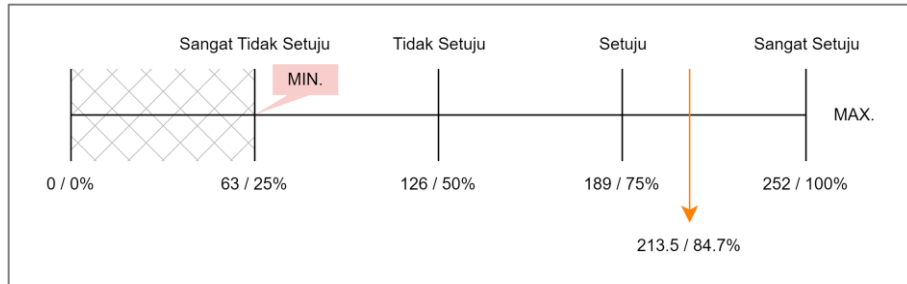 Sangat Tidak Setuju Tidak Setuju Setuju Sangat Setuju
MIN.
MAX.
0 / 0% 63 / 25% 126 / 50% 189 / 75% 252 / 100%
213.5 / 84.7%